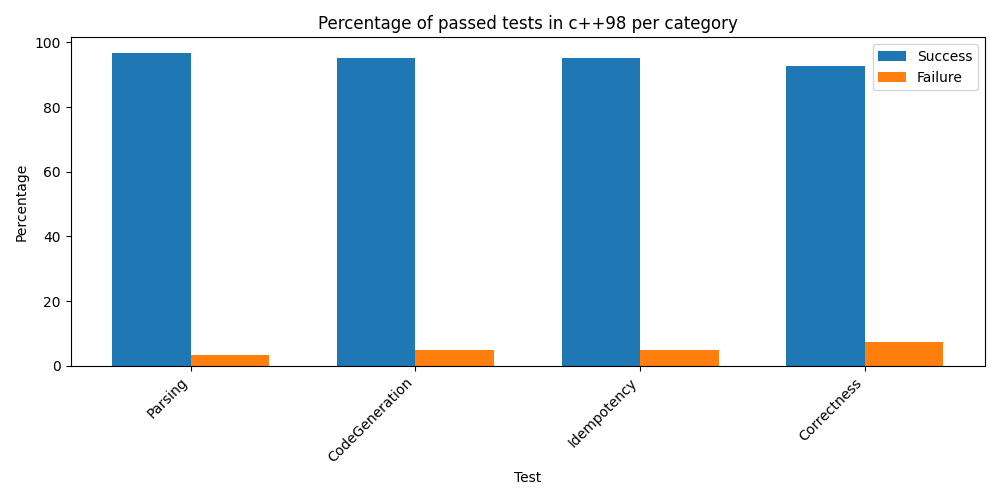 Percentage of passed tests in c++98 per category
Success
Failure
100
80
60
40
20
0
Percentage
Parsing
CodeGeneration
Idempotency
Correctness
Test